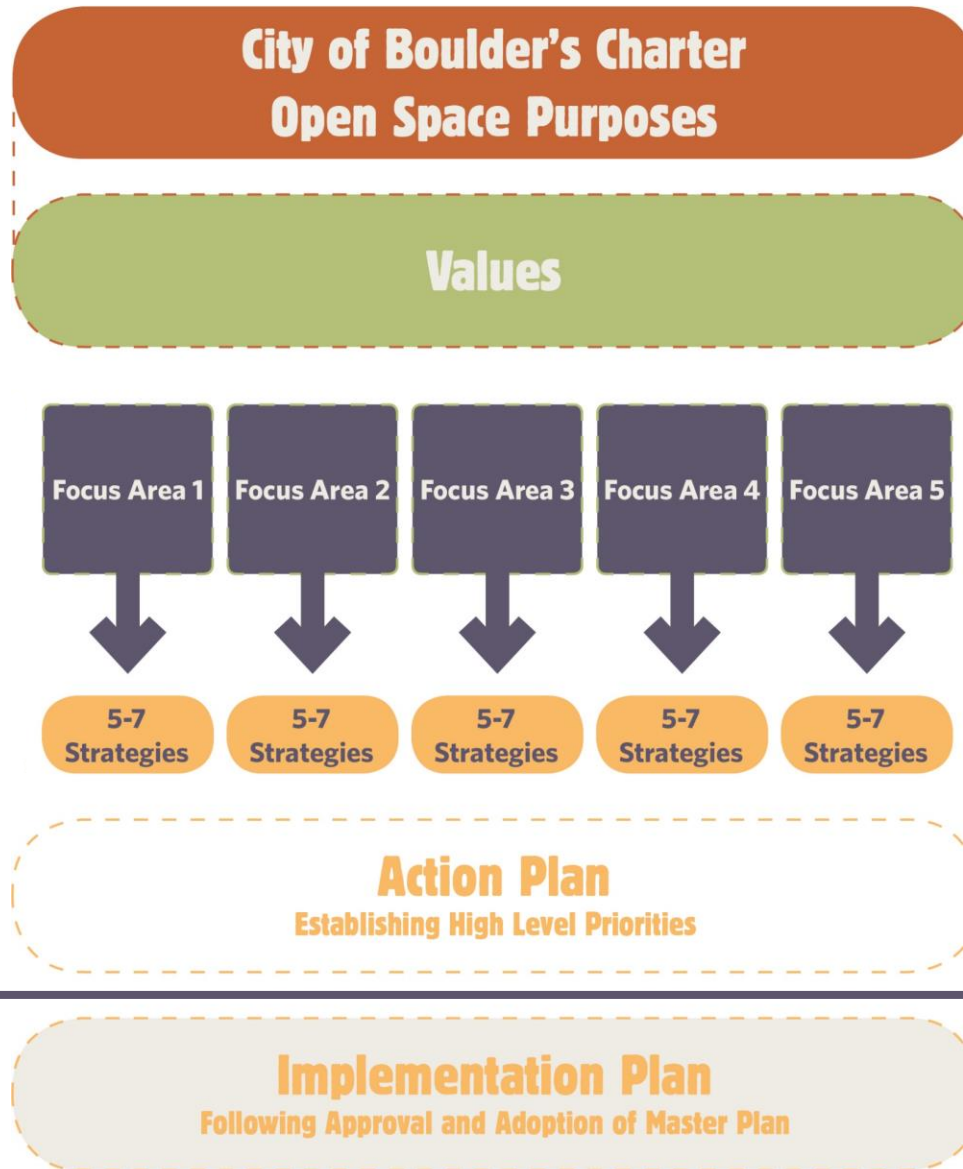 City of Boulder's Charter
Open Space Purposes
Values
Focus Area 1
Focus Area 2
Focus Area 3
Focus Area 4
Focus Area 5
5-7
Strategies
5-7
Strategies
5-7
Strategies
5-7
Strategies
5-7
Strategies
Action Plan
Establishing High Level Priorities
Implementation Plan
Following Approval and Adoption of Master Plan